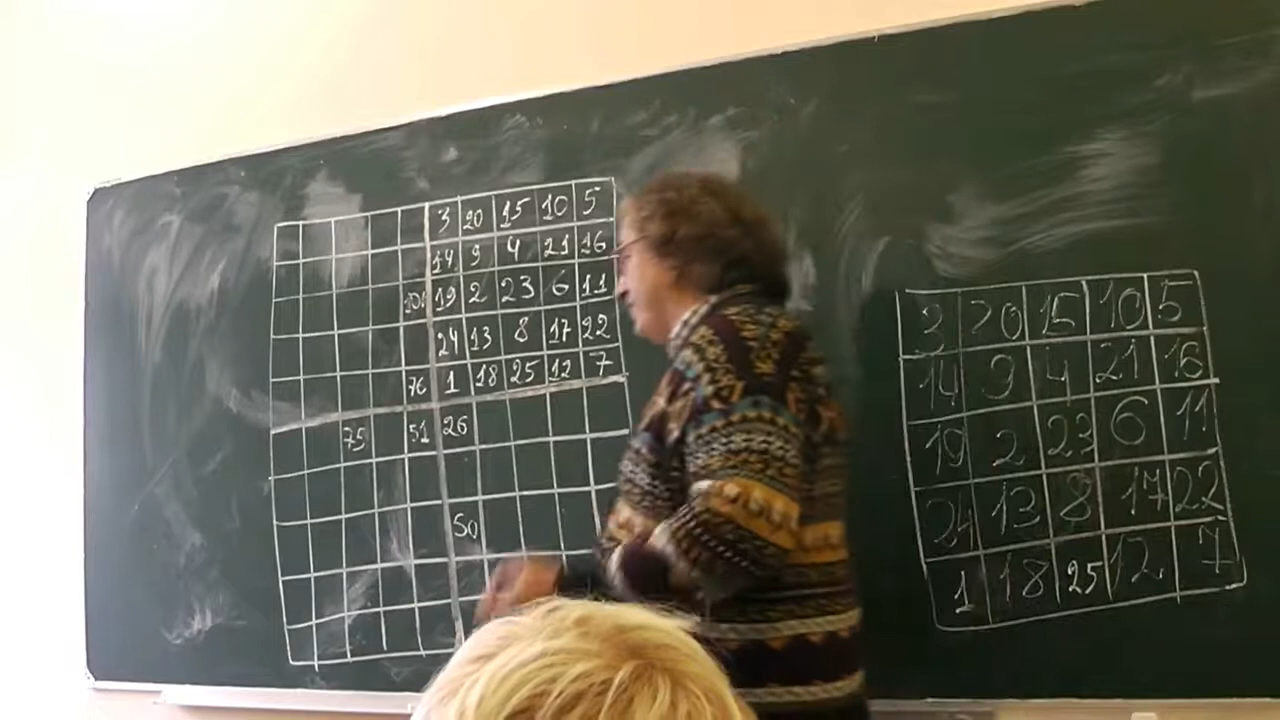 3 20 15 10 5
14 9 4 21 16
19 2 23 6 11
24 13 8 17 22
76 1 18 25 12 7
75 51 26
50
3 20 15 10 5
14 9 4 21 16
19 2 23 6 11
24 13 8 17 22
1 18 25 12 7